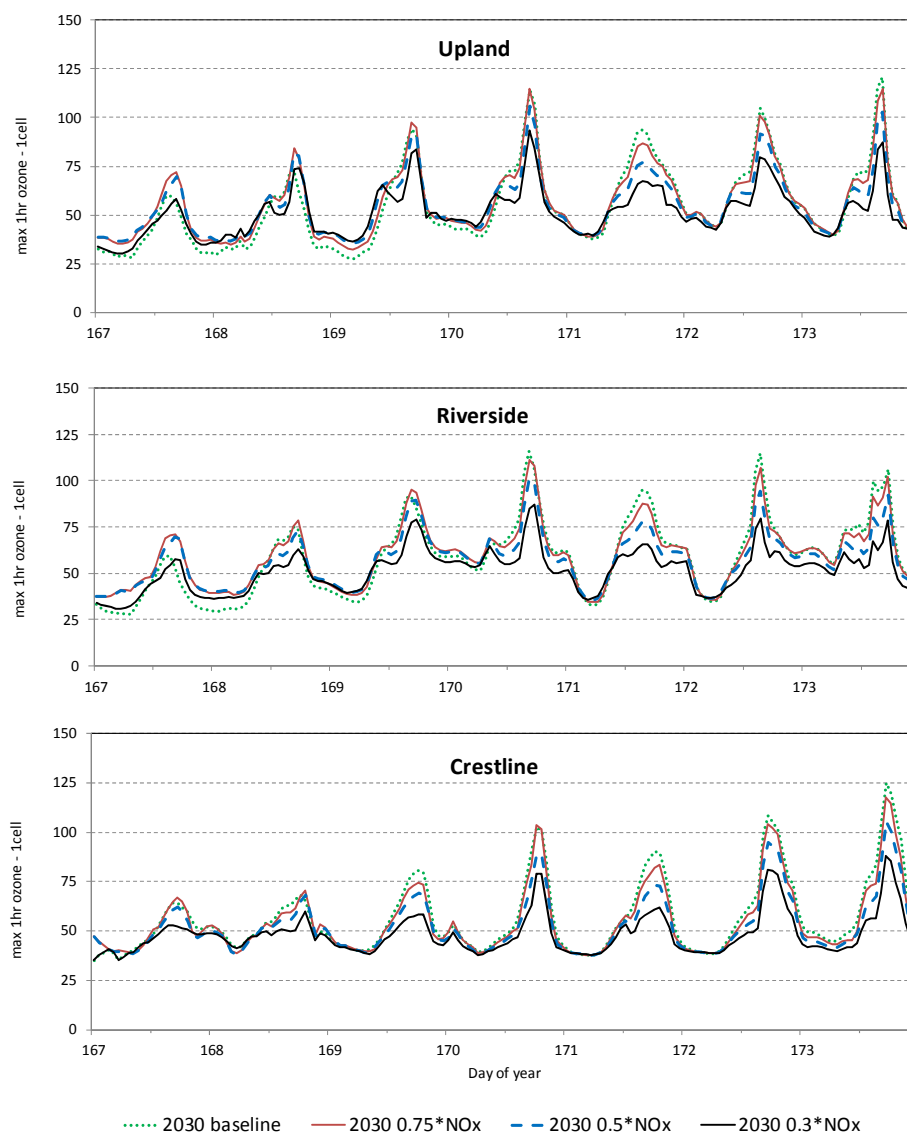 Upland
max 1hr ozone - 1cell
150
125
100
75
50
25
0
167 168 169 170 171 172 173
Riverside
max 1hr ozone - 1cell
150
125
100
75
50
25
0
167 168 169 170 171 172 173
Crestline
max 1hr ozone - 1cell
150
125
100
75
50
25
0
167 168 169 170 171 172 173
Day of year
2030 baseline 2030 0.75*NOx 2030 0.5*NOx 2030 0.3*NOx